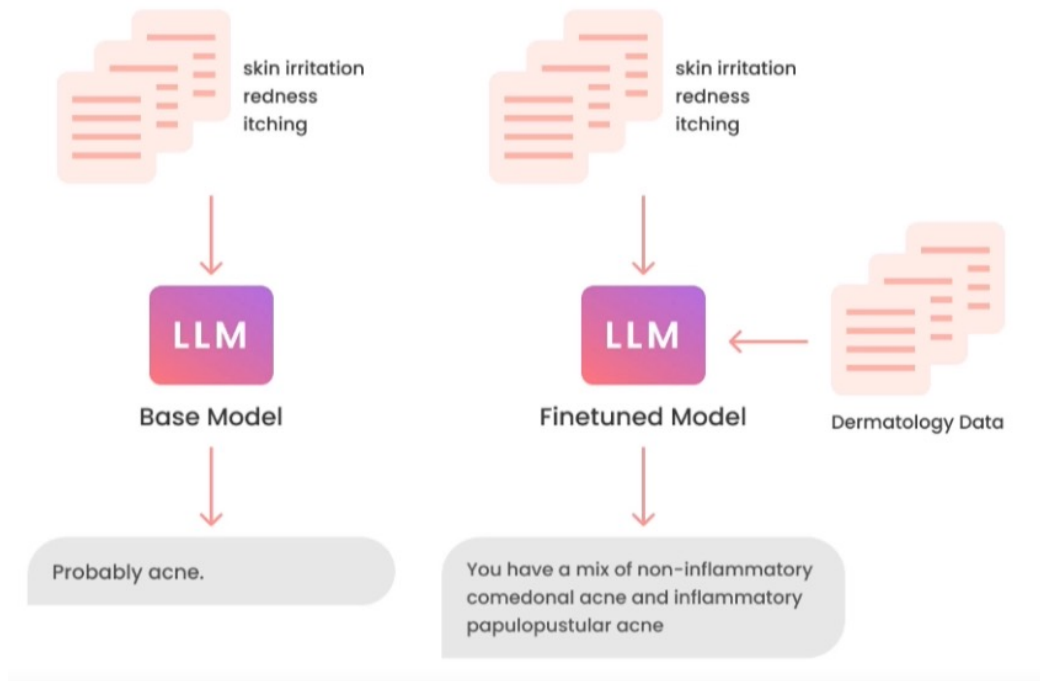 skin irritation
redness
itching
LLM
Base Model
Probably acne.
skin irritation
redness
itching
LLM
Finetuned Model
Dermatology Data
You have a mix of non-inflammatory
comedonal acne and inflammatory
papulopustular acne